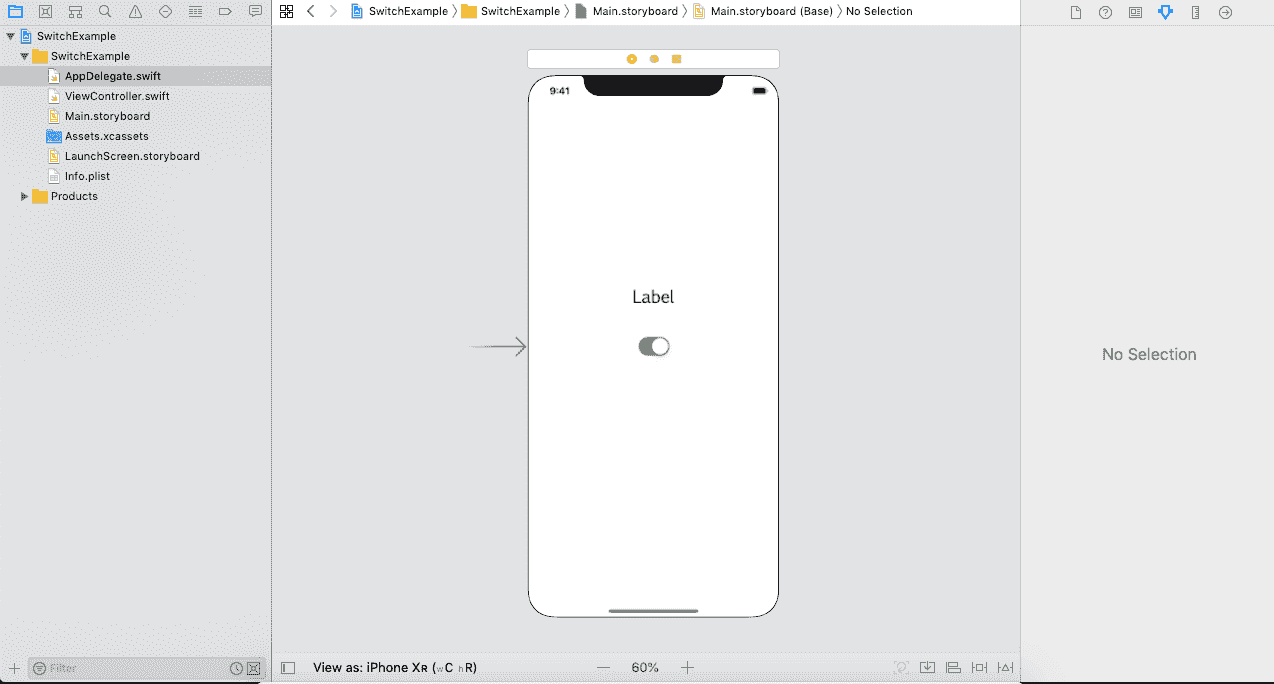 SwitchExample SwitchExample Main.storyboard Main.storyboard (Base) No Selection
SwitchExample
SwitchExample
AppDelegate.swift
ViewController.swift
Main.storyboard
Assets.xcassets
LaunchScreen.storyboard
Info.plist
Products
9:41
Label
No Selection
Filter
View as: iPhone XR (wC hR)
60%